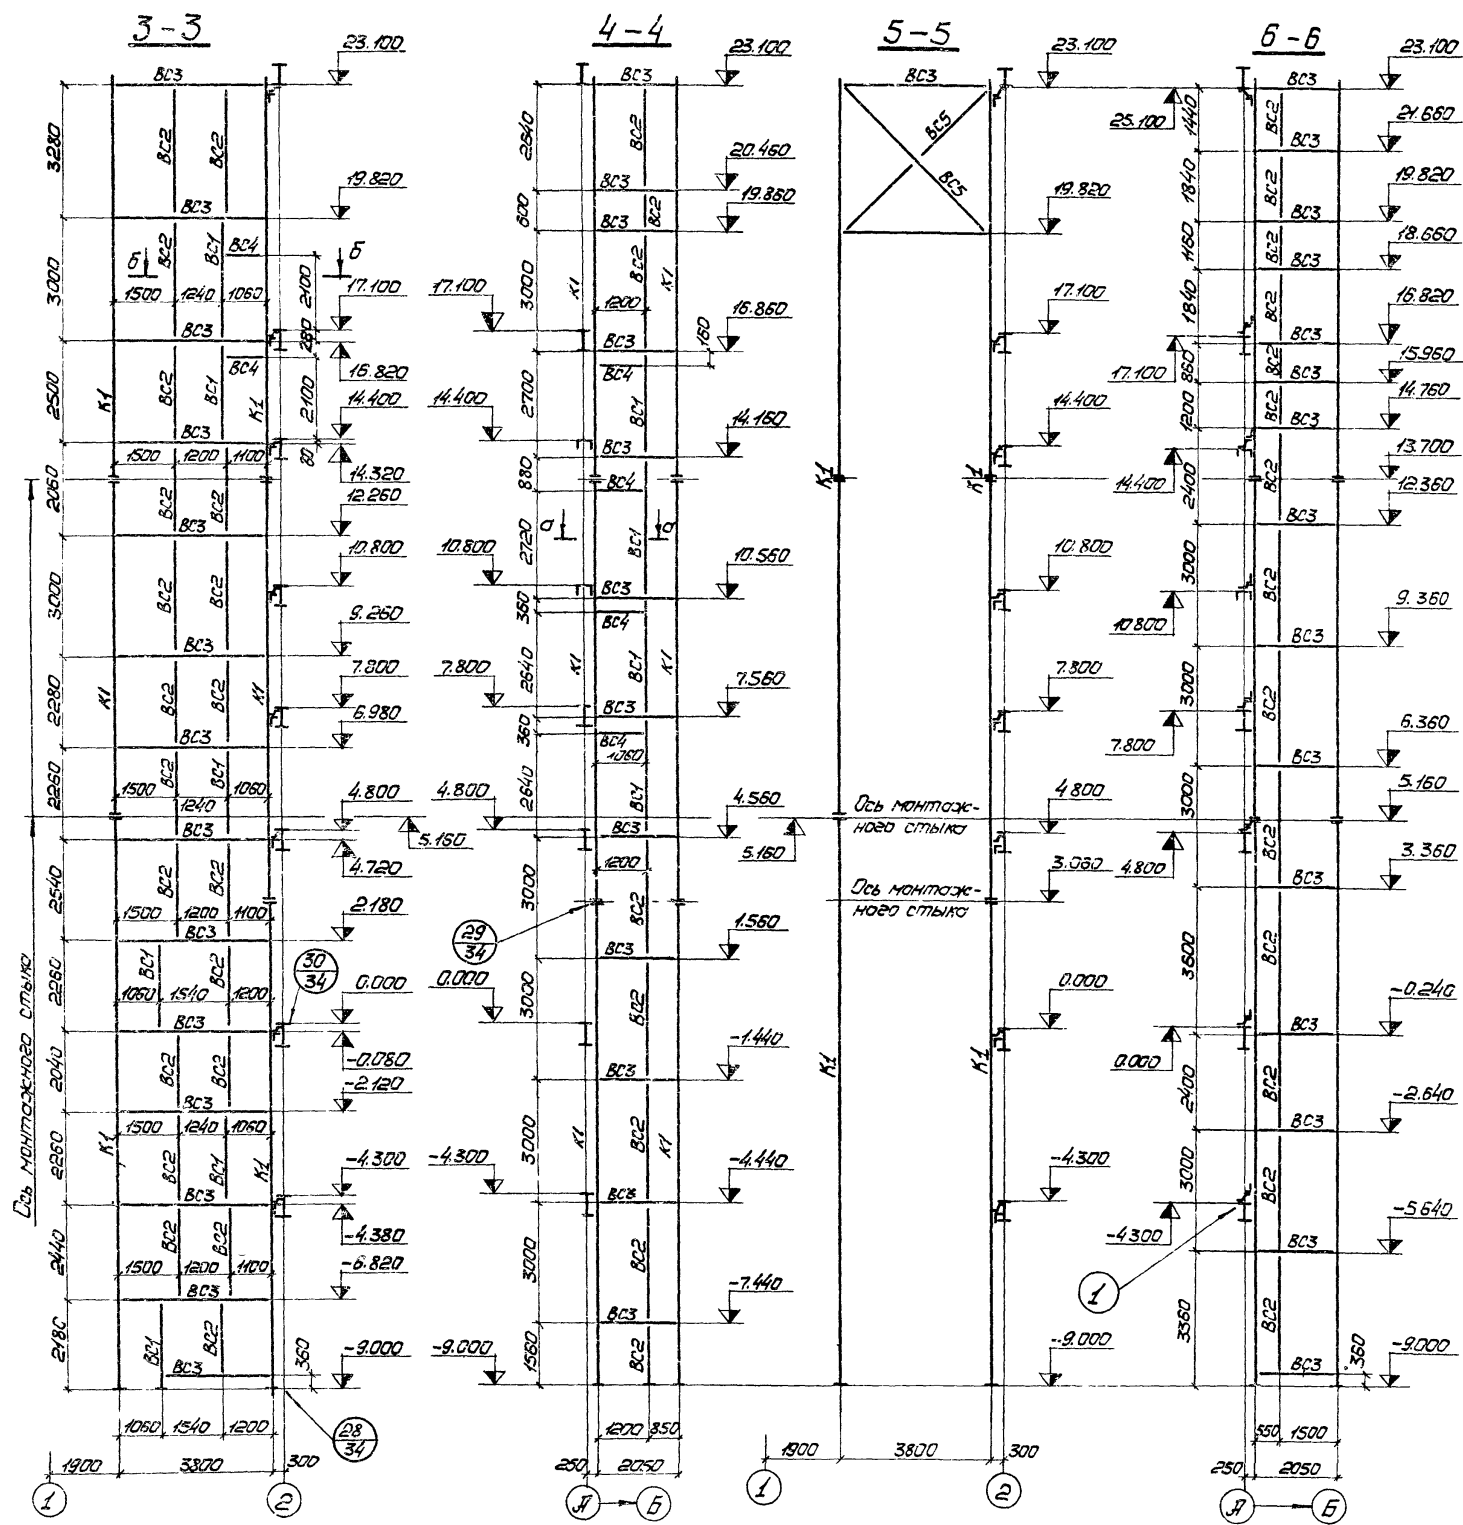 3-3
23.100
ВС3
3280
ВС2
ВС2
19.820
ВС3
3000
ВС2
ВС1
ВС4
Б
Б
1500
1240
1060
2100
17.100
ВС3
280
16.820
ВС4
2500
К1
ВС2
ВС1
К1
2100
14.400
ВС3
80
1500
1200
1100
14.320
2060
ВС2
ВС2
12.260
ВС3
10.800
3000
ВС2
ВС2
9.260
ВС3
7.800
2280
К1
ВС2
ВС2
К1
6.980
ВС3
2260
ВС2
ВС1
1500
1240
1060
4.800
ВС3
5.160
4.720
2540
ВС2
ВС2
1500
1200
1100
2.180
ВС3
2260
ВС1
ВС2
30
34
1060
1540
1200
0.000
ВС3
-0.080
2040
ВС2
ВС2
-2.120
ВС3
1500
1240
1060
2260
К1
ВС2
ВС1
К1
-4.300
ВС3
-4.380
2440
ВС2
ВС2
1500
1200
1100
-6.820
ВС3
2180
ВС1
ВС2
ВС3
360
-9.000
1060
1540
1200
28
34
1900
3800
300
1
2
Ось монтажного стыка
4-4
23.100
ВС3
2640
ВС2
20.460
ВС3
600
ВС2
19.860
ВС3
3000
К1
ВС2
К1
1200
17.100
16.860
ВС3
160
ВС4
2700
ВС1
14.400
14.160
ВС3
880
ВС4
а
а
2720
ВС1
10.800
10.560
ВС3
360
ВС4
2640
К1
ВС1
К1
7.800
7.560
ВС3
360
ВС4
1060
2640
ВС1
4.800
4.560
ВС3
1200
3000
29
34
ВС2
1.560
ВС3
3000
ВС2
0.000
-1.440
ВС3
3000
К1
ВС2
К1
-4.300
-4.440
ВС3
3000
ВС2
-7.440
ВС3
1560
ВС2
-9.000
1200
850
250
2050
А
Б
5-5
23.100
ВС3
ВС5
ВС5
19.820
17.100
14.400
К1
К1
10.800
7.800
Ось монтаж-
ного стыка
5.160
4.800
Ось монтаж-
ного стыка
3.060
0.000
К1
К1
-4.300
-9.000
1900
3800
300
1
2
6-6
23.100
ВС3
25.100
1440
ВС2
21.660
ВС3
1840
ВС2
19.820
ВС3
1160
ВС2
18.660
ВС3
1840
ВС2
16.820
ВС3
17.100
860
ВС2
15.960
ВС3
1200
ВС2
14.760
ВС3
13.700
14.400
2400
ВС2
12.360
ВС3
3000
ВС2
10.800
9.360
ВС3
3000
ВС2
7.800
6.360
ВС3
3000
5.160
ВС2
4.800
3.360
ВС3
3600
ВС2
-0.240
ВС3
0.000
2400
ВС2
-2.640
ВС3
3000
ВС2
-4.300
-5.640
ВС3
1
3360
ВС2
ВС3
360
-9.000
550
1500
250
2050
А
Б